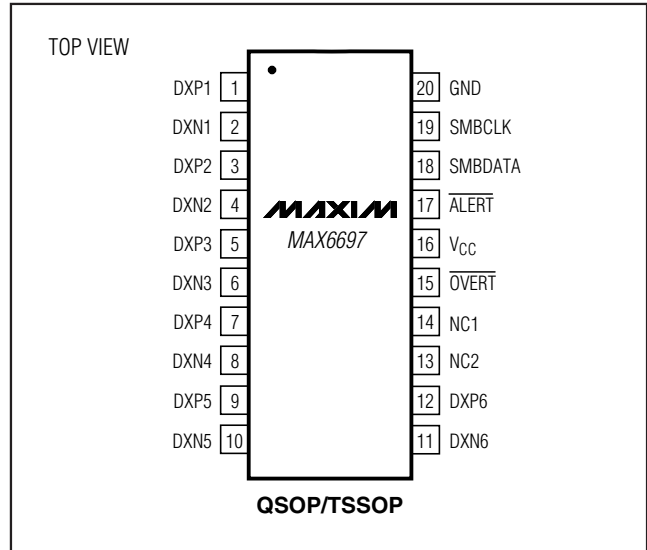 TOP VIEW
DXP1 1
DXN1 2
DXP2 3
DXN2 4
DXP3 5
DXN3 6
DXP4 7
DXN4 8
DXP5 9
DXN5 10
MAXIM
MAX6697
20 GND
19 SMBCLK
18 SMBDATA
17 ALERT
16 VCC
15 OVERT
14 NC1
13 NC2
12 DXP6
11 DXN6
QSOP/TSSOP